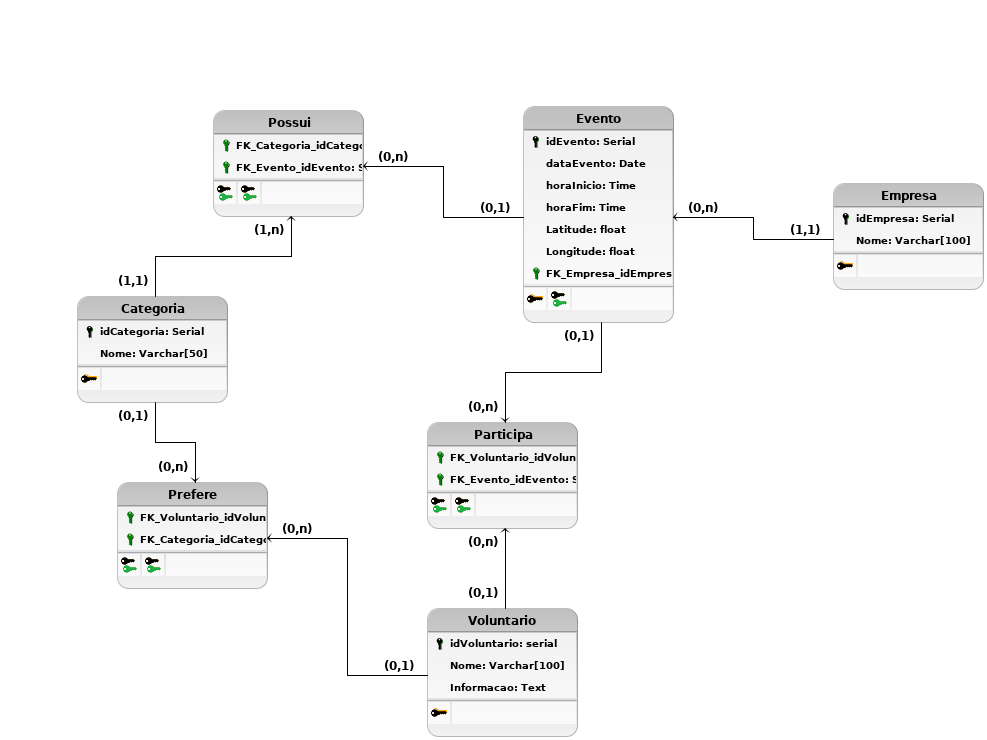 Possui
FK_Categoria_idCatego
FK_Evento_idEvento: S
(0,n)
(0,1)
(1,n)
Evento
idEvento: Serial
dataEvento: Date
horaInicio: Time
horaFim: Time
Latitude: float
Longitude: float
FK_Empresa_idEmpres
(0,n)
(1,1)
Empresa
idEmpresa: Serial
Nome: Varchar[100]
(1,1)
Categoria
idCategoria: Serial
Nome: Varchar[50]
(0,1)
(0,n)
(0,1)
(0,n)
Participa
FK_Voluntario_idVolun
FK_Evento_idEvento: S
Prefere
FK_Voluntario_idVolun
FK_Categoria_idCatego
(0,n)
(0,n)
(0,1)
(0,1)
Voluntario
idVoluntario: serial
Nome: Varchar[100]
Informacao: Text